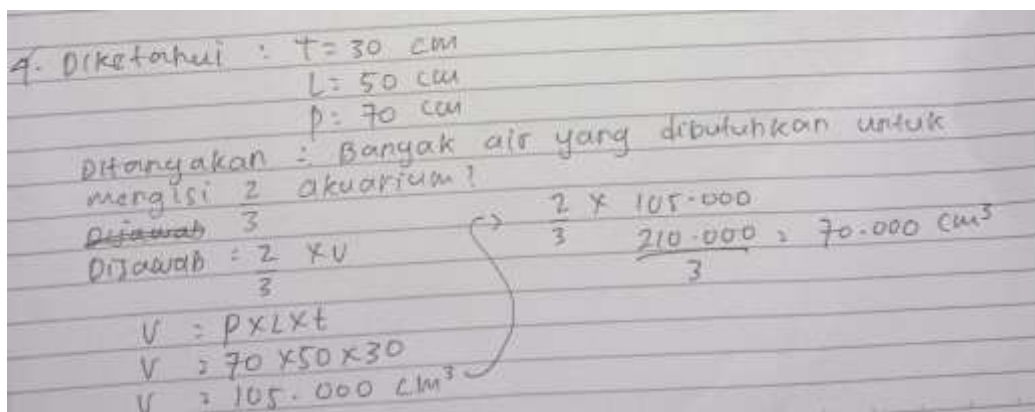 4. Diketahui : t = 30 cm
L = 50 cm
p = 70 cm
Ditanyakan : Banyak air yang dibutuhkan untuk
mengisi 2/3 akuarium?
Dijawab
Dijawab : 2/3 x V
V = P x L x t
V = 70 x 50 x 30
V = 105.000 cm³
2/3 x 105.000
210.000/3 = 70.000 cm³